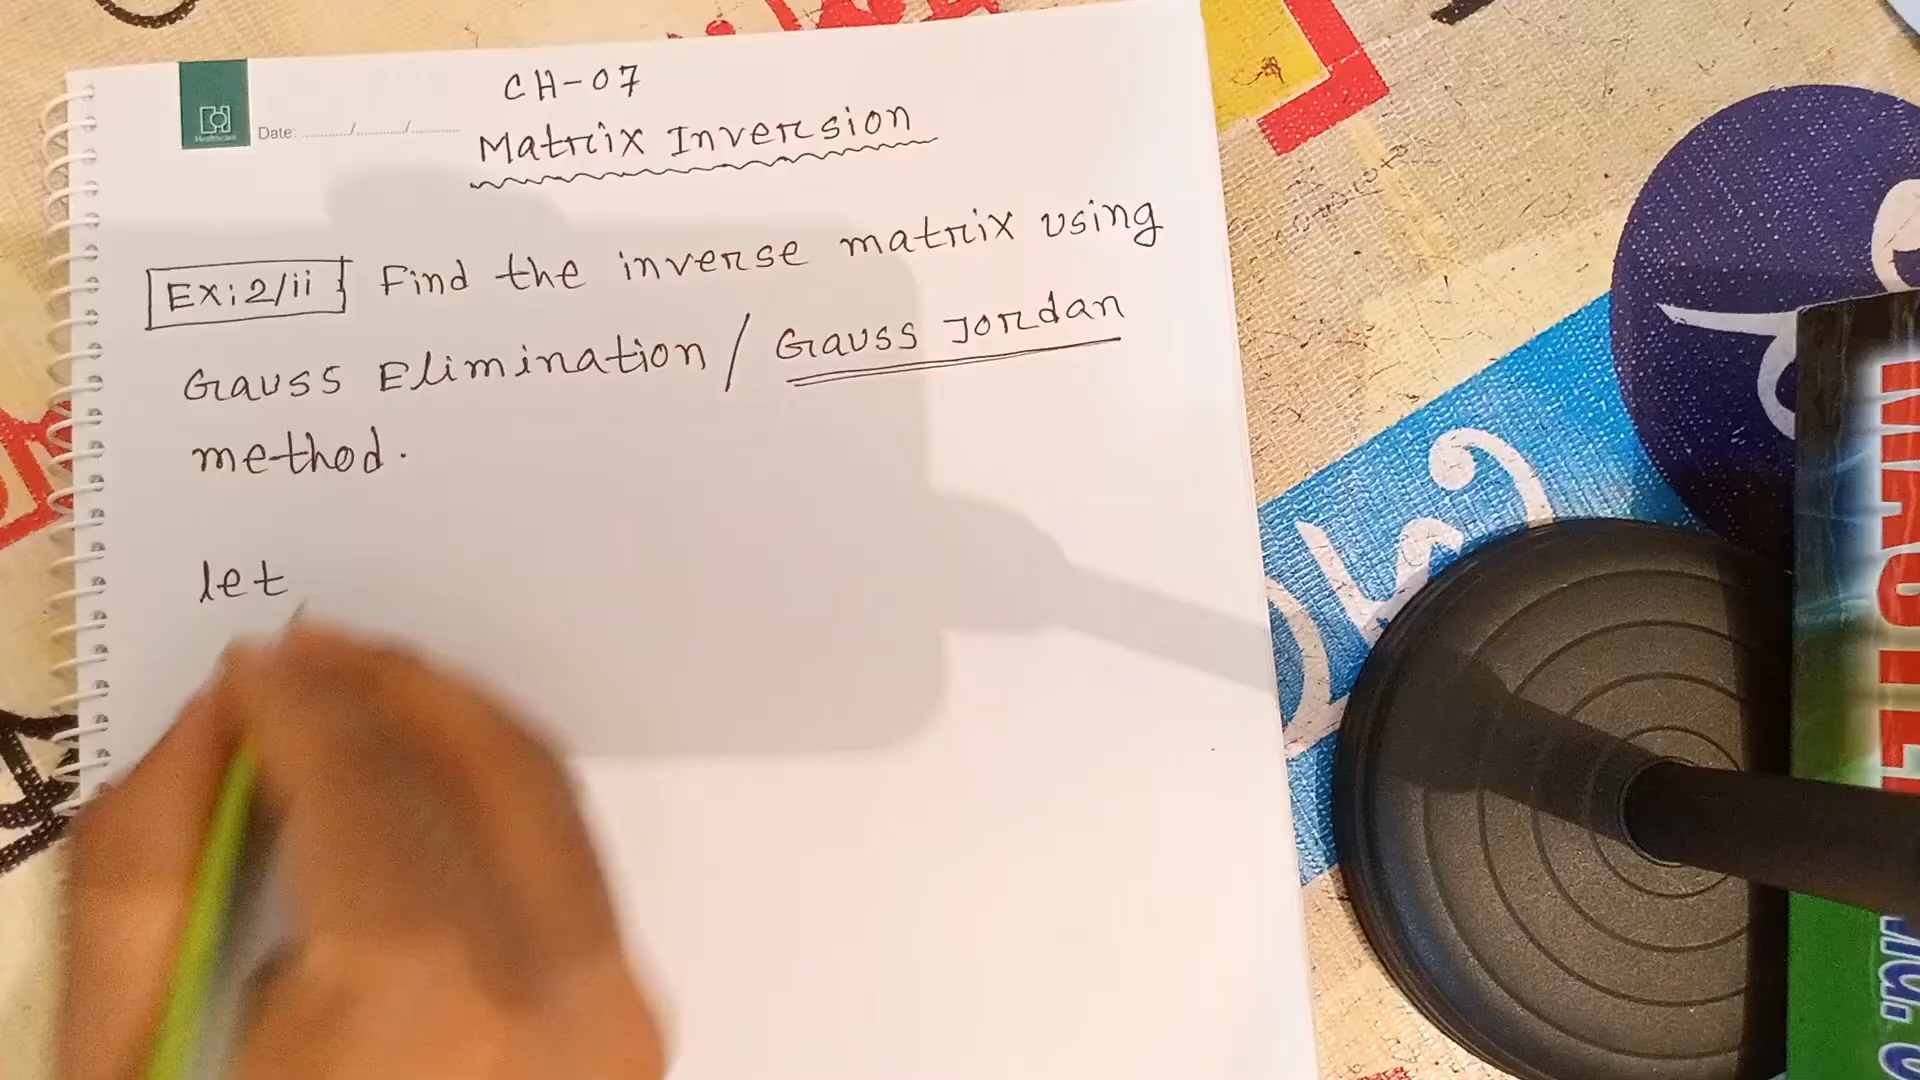 CH-07
Date: ........../........../..........
Matrix Inversion
Ex: 2/ii Find the inverse matrix using
Gauss Elimination / Gauss Jordan
method.
let